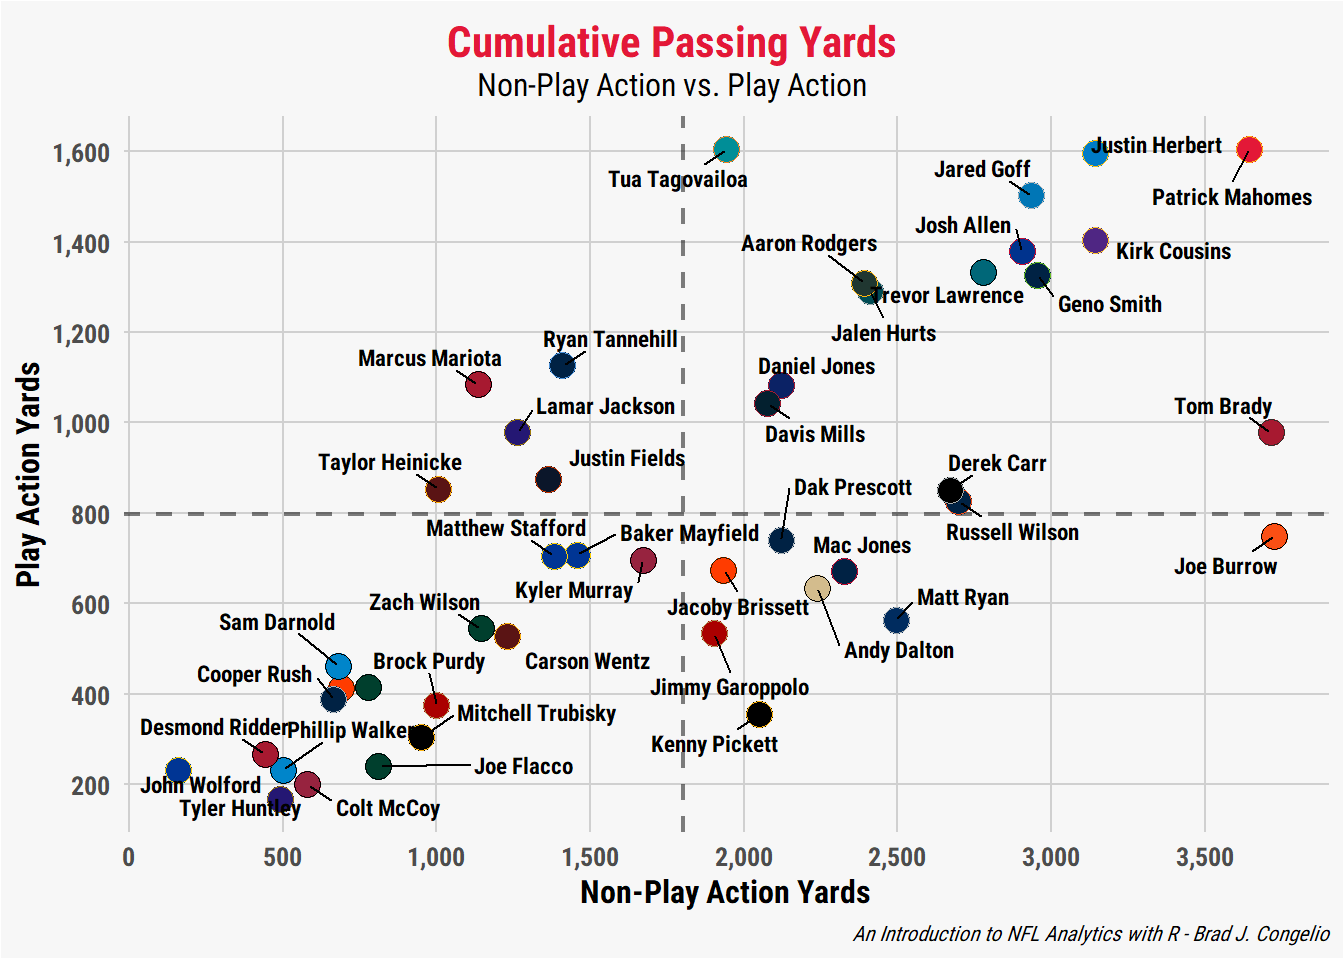 Cumulative Passing Yards
Non-Play Action vs. Play Action
Play Action Yards
1,600
1,400
1,200
1,000
800
600
400
200
Tua Tagovailoa
Justin Herbert
Jared Goff
Patrick Mahomes
Josh Allen
Aaron Rodgers
Kirk Cousins
Trevor Lawrence
Geno Smith
Jalen Hurts
Ryan Tannehill
Marcus Mariota
Daniel Jones
Lamar Jackson
Tom Brady
Davis Mills
Taylor Heinicke
Justin Fields
Derek Carr
Dak Prescott
Matthew Stafford
Baker Mayfield
Russell Wilson
Mac Jones
Joe Burrow
Kyler Murray
Zach Wilson
Jacoby Brissett
Matt Ryan
Sam Darnold
Andy Dalton
Brock Purdy
Carson Wentz
Cooper Rush
Jimmy Garoppolo
Mitchell Trubisky
Desmond Ridder
Phillip Walker
Kenny Pickett
Joe Flacco
John Wolford
Tyler Huntley
Colt McCoy
0
500
1,000
1,500
2,000
2,500
3,000
3,500
Non-Play Action Yards
An Introduction to NFL Analytics with R - Brad J. Congelio